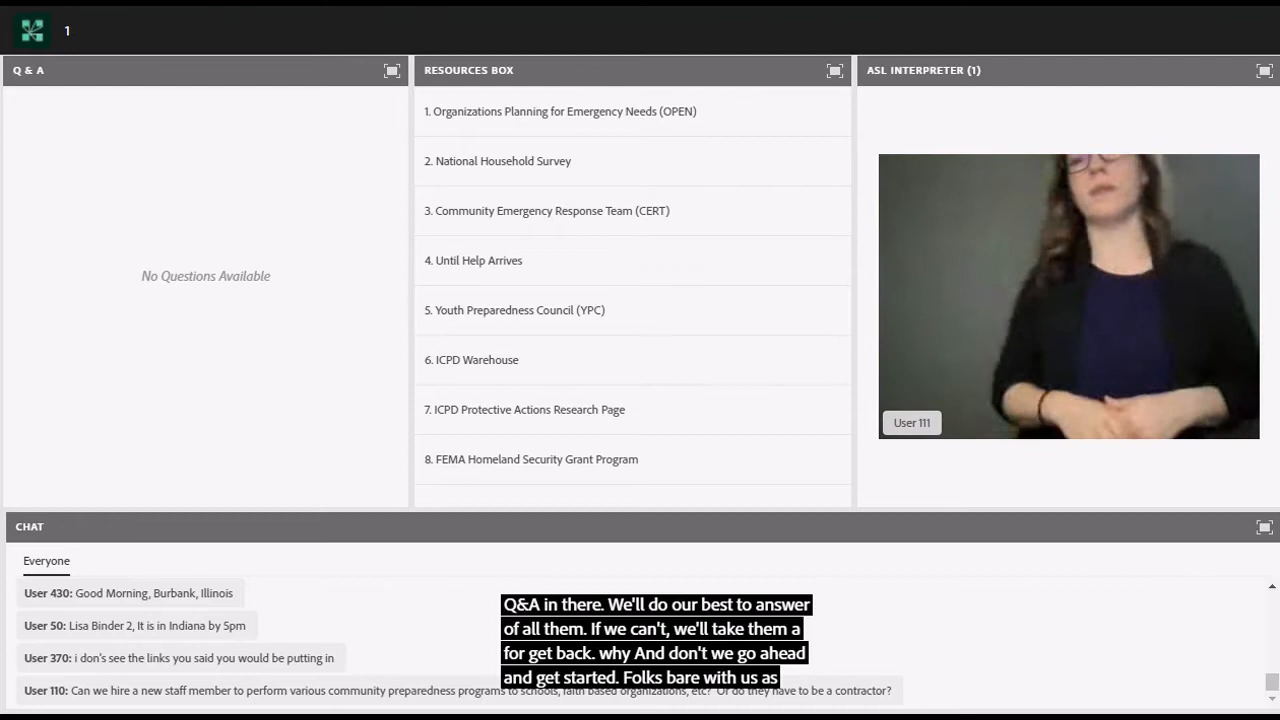 1
Q & A
No Questions Available
RESOURCES BOX
1. Organizations Planning for Emergency Needs (OPEN)
2. National Household Survey
3. Community Emergency Response Team (CERT)
4. Until Help Arrives
5. Youth Preparedness Council (YPC)
6. ICPD Warehouse
7. ICPD Protective Actions Research Page
8. FEMA Homeland Security Grant Program
ASL INTERPRETER (1)
User 111
CHAT
Everyone
User 430: Good Morning, Burbank, Illinois
User 50: Lisa Binder 2, It is in Indiana by 5pm
User 370: i don't see the links you said you would be putting in
User 110: Can we hire a new staff member to perform various community preparedness programs to schools, faith based organizations, etc? Or do they have to be a contractor?
Q&A in there. We'll do our best to answer
of all them. If we can't, we'll take them a
for get back. why And don't we go ahead
and get started. Folks bare with us as